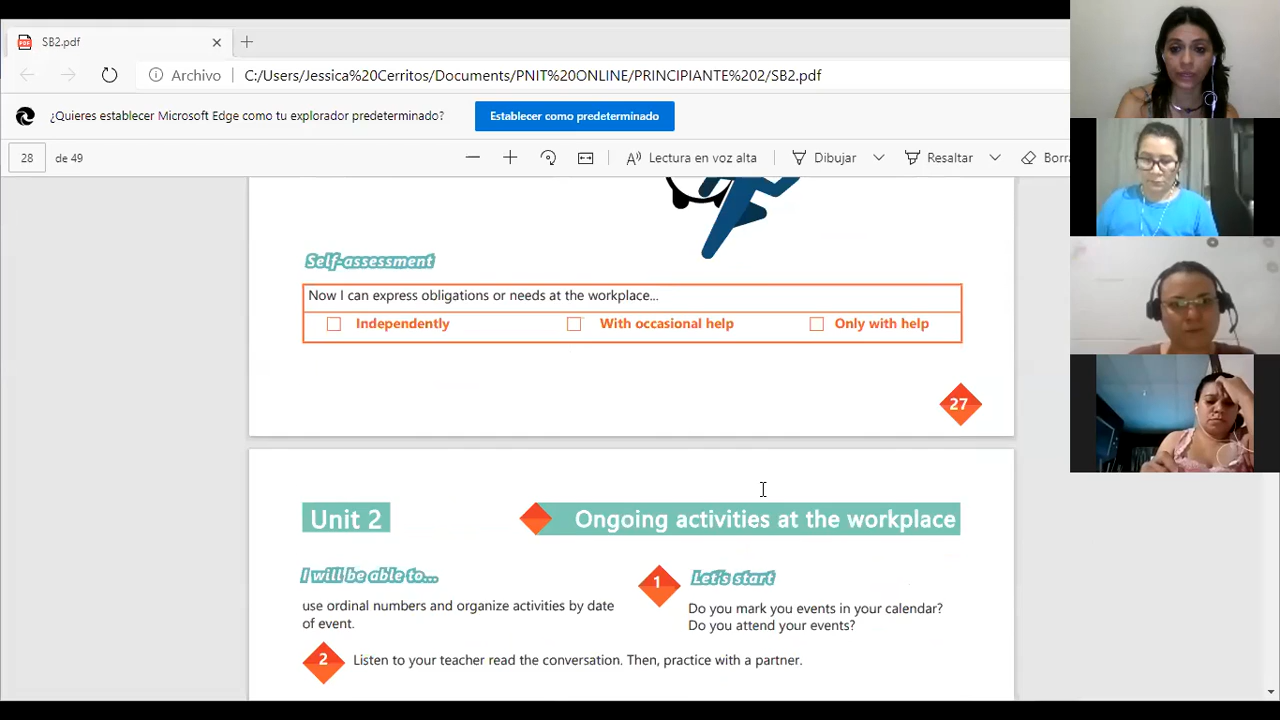 SB2.pdf
Archivo C:/Users/Jessica%20Cerritos/Documents/PNIT%20ONLINE/PRINCIPIANTE%202/SB2.pdf
¿Quieres establecer Microsoft Edge como tu explorador predeterminado? Establecer como predeterminado
28 de 49 Lectura en voz alta Dibujar Resaltar Borra
Self-assessment
Now I can express obligations or needs at the workplace...
Independently With occasional help Only with help
27
Unit 2 Ongoing activities at the workplace
I will be able to...
use ordinal numbers and organize activities by date
of event.
1 Let's start
Do you mark you events in your calendar?
Do you attend your events?
2 Listen to your teacher read the conversation. Then, practice with a partner.